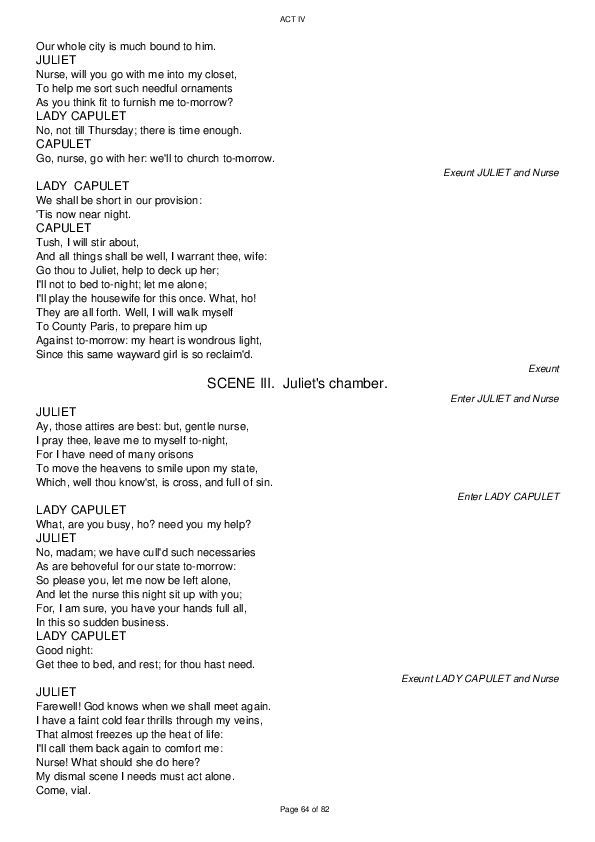 ACT IV
Our whole city is much bound to him.
JULIET
Nurse, will you go with me into my closet,
To help me sort such needful ornaments
As you think fit to furnish me to-morrow?
LADY CAPULET
No, not till Thursday; there is time enough.
CAPULET
Go, nurse, go with her: we'll to church to-morrow.
Exeunt JULIET and Nurse
LADY CAPULET
We shall be short in our provision:
'Tis now near night.
CAPULET
Tush, I will stir about,
And all things shall be well, I warrant thee, wife:
Go thou to Juliet, help to deck up her;
I'll not to bed to-night; let me alone;
I'll play the housewife for this once. What, ho!
They are all forth. Well, I will walk myself
To County Paris, to prepare him up
Against to-morrow: my heart is wondrous light,
Since this same wayward girl is so reclaim'd.
Exeunt
SCENE III. Juliet's chamber.
Enter JULIET and Nurse
JULIET
Ay, those attires are best: but, gentle nurse,
I pray thee, leave me to myself to-night,
For I have need of many orisons
To move the heavens to smile upon my state,
Which, well thou know'st, is cross, and full of sin.
Enter LADY CAPULET
LADY CAPULET
What, are you busy, ho? need you my help?
JULIET
No, madam; we have cull'd such necessaries
As are behoveful for our state to-morrow:
So please you, let me now be left alone,
And let the nurse this night sit up with you;
For, I am sure, you have your hands full all,
In this so sudden business.
LADY CAPULET
Good night:
Get thee to bed, and rest; for thou hast need.
Exeunt LADY CAPULET and Nurse
JULIET
Farewell! God knows when we shall meet again.
I have a faint cold fear thrills through my veins,
That almost freezes up the heat of life:
I'll call them back again to comfort me:
Nurse! What should she do here?
My dismal scene I needs must act alone.
Come, vial.
Page 64 of 82